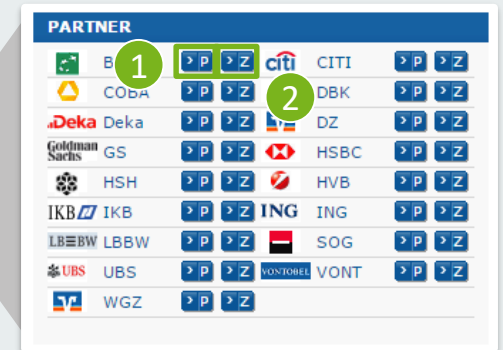 PARTNER
B 1 > P > Z citi CITI > P > Z
COBA > P > Z 2 DBK > P > Z
.Deka Deka > P > Z DZ > P > Z
Goldman Sachs GS > P > Z HSBC > P > Z
HSH > P > Z HVB > P > Z
IKB IKB > P > Z ING ING > P > Z
LB≡BW LBBW > P > Z SOG > P > Z
UBS UBS > P > Z VONTOBEL VONT > P > Z
WGZ > P > Z